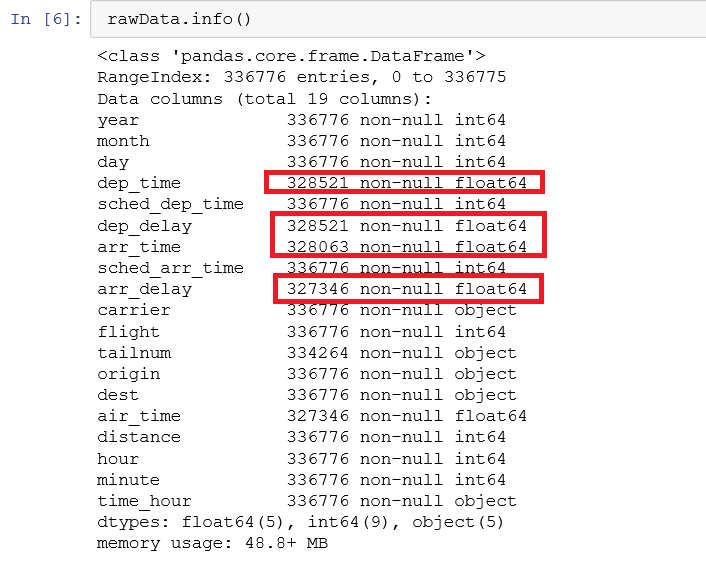 In [6]: rawData.info()
<class 'pandas.core.frame.DataFrame'>
RangeIndex: 336776 entries, 0 to 336775
Data columns (total 19 columns):
year 336776 non-null int64
month 336776 non-null int64
day 336776 non-null int64
dep_time 328521 non-null float64
sched_dep_time 336776 non-null int64
dep_delay 328521 non-null float64
arr_time 328063 non-null float64
sched_arr_time 336776 non-null int64
arr_delay 327346 non-null float64
carrier 336776 non-null object
flight 336776 non-null int64
tailnum 334264 non-null object
origin 336776 non-null object
dest 336776 non-null object
air_time 327346 non-null float64
distance 336776 non-null int64
hour 336776 non-null int64
minute 336776 non-null int64
time_hour 336776 non-null object
dtypes: float64(5), int64(9), object(5)
memory usage: 48.8+ MB